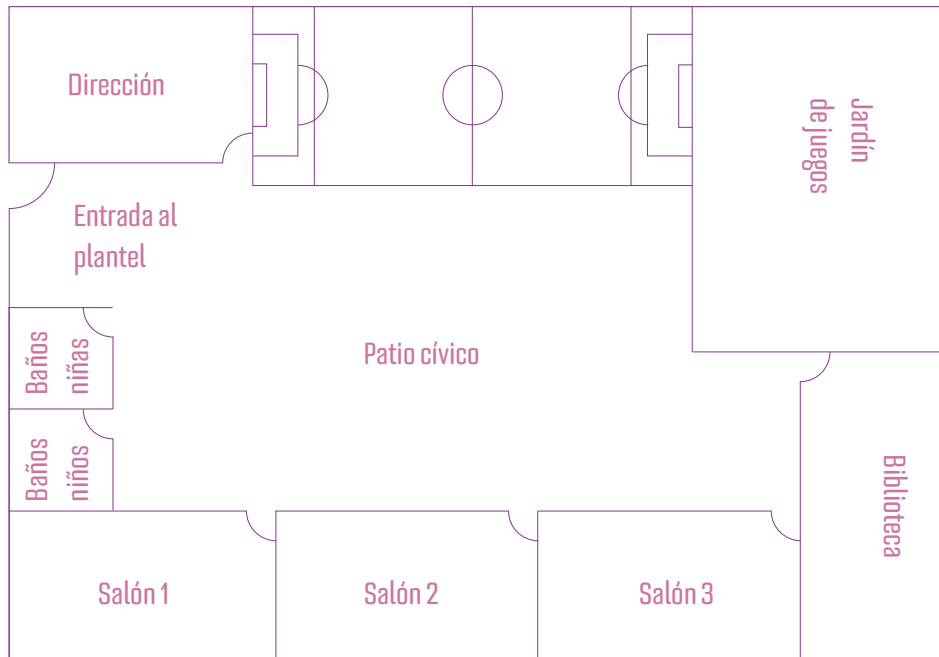 Dirección
Jardín
de juegos
Entrada al
plantel
Baños
niñas
Patio cívico
Baños
niños
Biblioteca
Salón 1
Salón 2
Salón 3